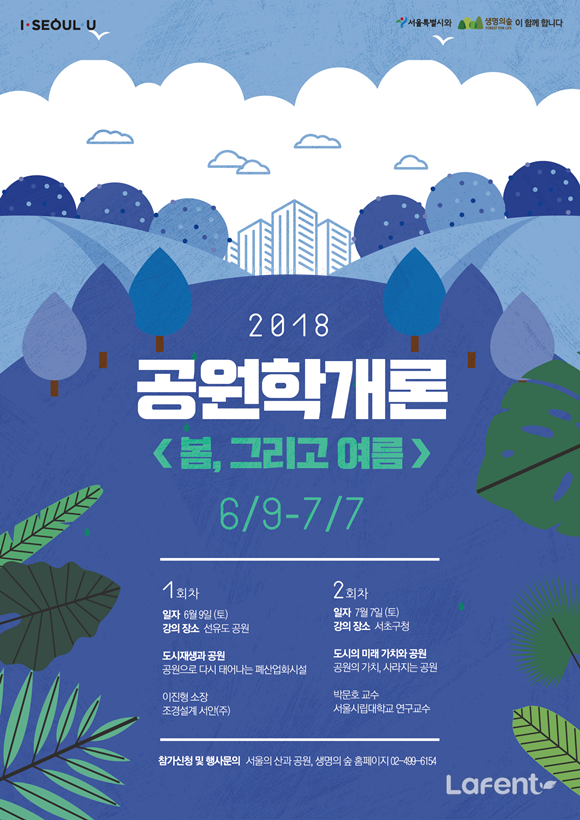 I·SEOUL·U
서울특별시와 생명의숲 FOREST FOR LIFE 이 함께 합니다
2018
공원학개론
< 봄, 그리고 여름 >
6/9-7/7
1회차
일자 6월 9일 (토)
강의 장소 선유도 공원
도시재생과 공원
공원으로 다시 태어나는 폐산업화시설
이진형 소장
조경설계 서안(주)
2회차
일자 7월 7일 (토)
강의 장소 서초구청
도시의 미래 가치와 공원
공원의 가치, 사라지는 공원
박문호 교수
서울시립대학교 연구교수
참가신청 및 행사문의 서울의 산과 공원, 생명의 숲 홈페이지 02-499-6154
Lafent